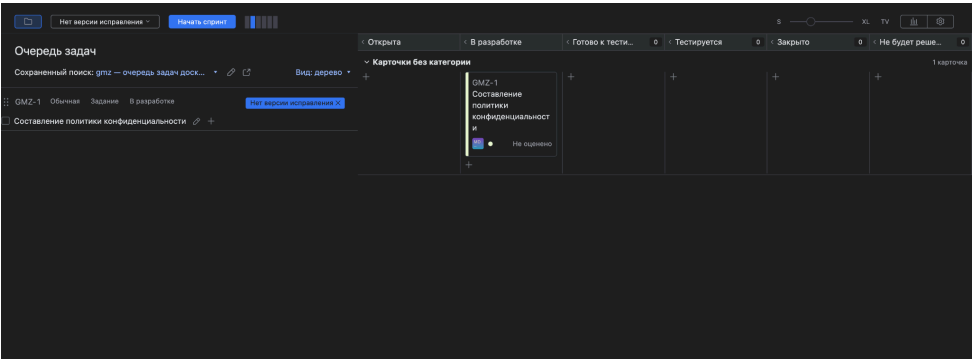 Нет версии исправления
Начать спринт
S
XL
TV
Очередь задач
Сохраненный поиск: gmz — очередь задач доск...
Вид: дерево
GMZ-1 Обычная Задание В разработке
Нет версии исправления ×
Составление политики конфиденциальности
Открыта
В разработке
Готово к тести... 0
Тестируется 0
Закрыто 0
Не будет реше... 0
Карточки без категории
1 карточка
GMZ-1
Составление
политики
конфиденциальност
и
Не оценено